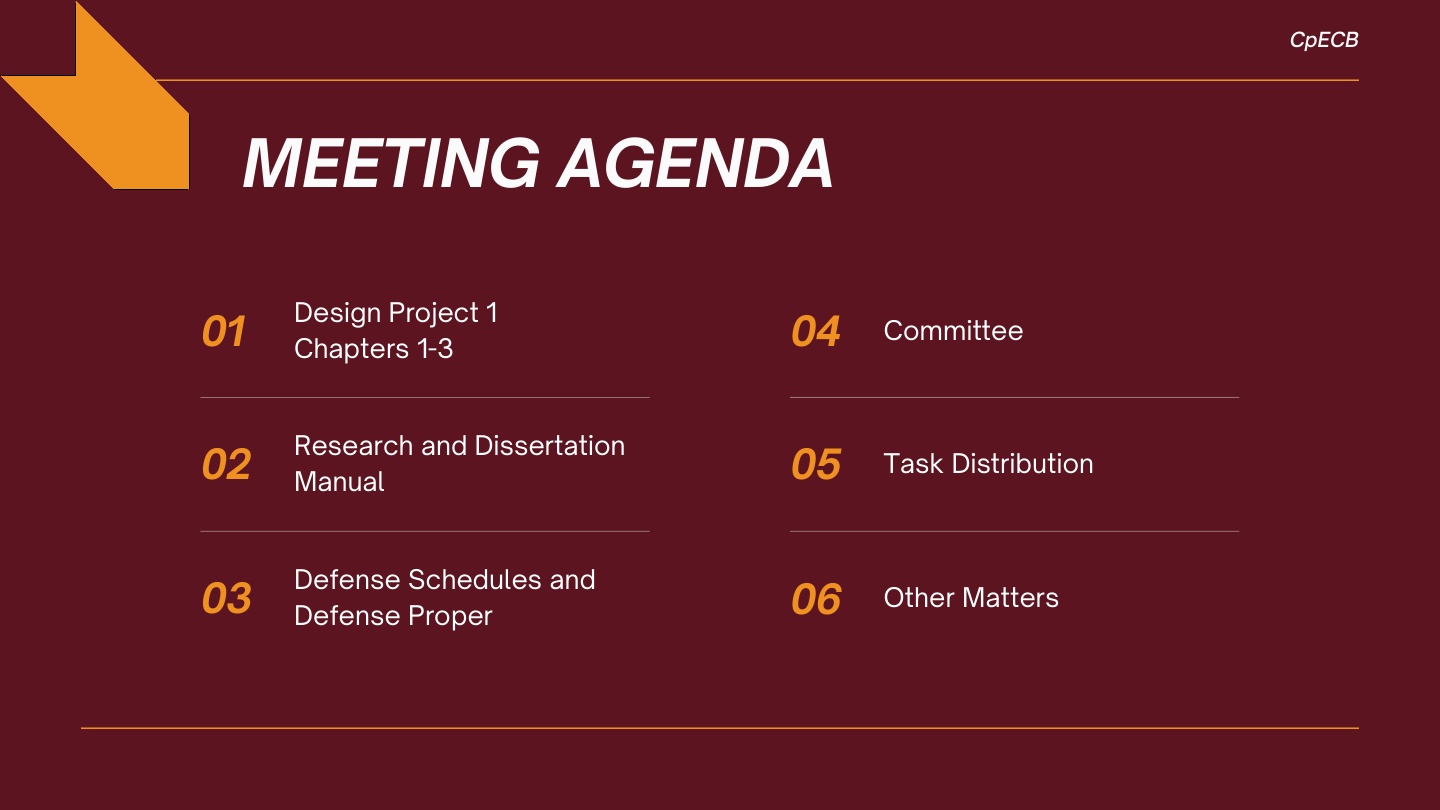 CpECB
MEETING AGENDA
01
Design Project 1
Chapters 1-3
02
Research and Dissertation
Manual
03
Defense Schedules and
Defense Proper
04
Committee
05
Task Distribution
06
Other Matters